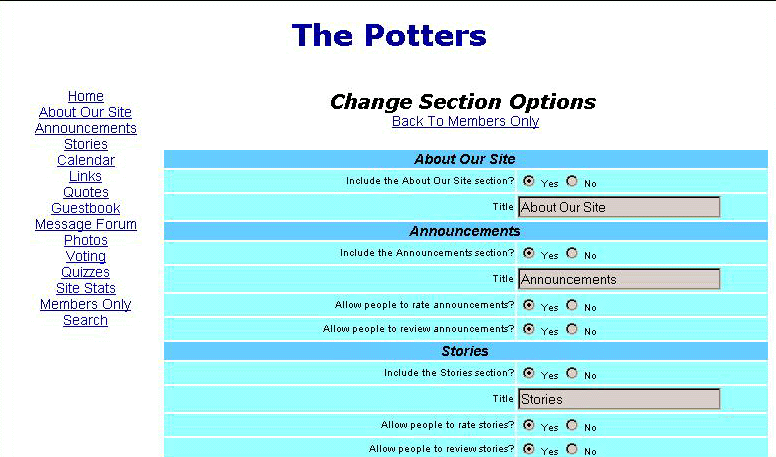 The Potters
Home
About Our Site
Announcements
Stories
Calendar
Links
Quotes
Guestbook
Message Forum
Photos
Voting
Quizzes
Site Stats
Members Only
Search
Change Section Options
Back To Members Only
About Our Site
Include the About Our Site section? Yes No
Title About Our Site
Announcements
Include the Announcements section? Yes No
Title Announcements
Allow people to rate announcements? Yes No
Allow people to review announcements? Yes No
Stories
Include the Stories section? Yes No
Title Stories
Allow people to rate stories? Yes No
Allow people to review stories? Yes No